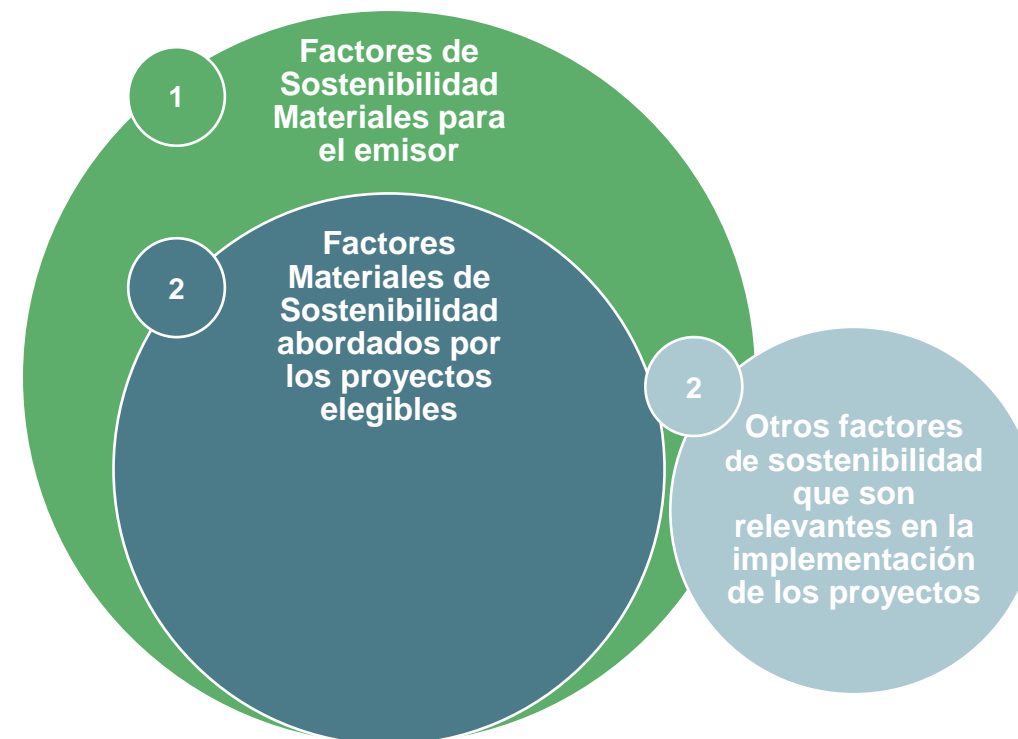 1
Factores de
Sostenibilidad
Materiales para
el emisor
2
Factores
Materiales de
Sostenibilidad
abordados por
los proyectos
elegibles
2
Otros factores
de sostenibilidad
que son
relevantes en la
implementación
de los proyectos